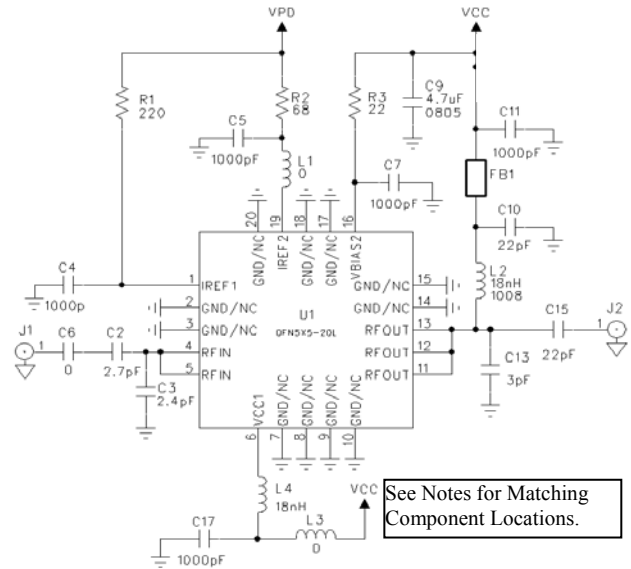 VPD
VCC
R1
220
R2
68
R3
22
C9
4.7uF
0805
C5
1000pF
C11
1000pF
L1
0
C7
1000pF
FB1
C10
22pF
20
19
18
17
16
GND/NC
IREF2
GND/NC
GND/NC
VBIAS2
L2
18nH
1008
C4
1000p
1
IREF1
GND/NC
15
2
GND/NC
GND/NC
14
U1
QFN5X5-20L
3
GND/NC
RFOUT
13
J1
1
C6
0
C2
2.7pF
4
RFIN
RFOUT
12
5
RFIN
RFOUT
11
C15
22pF
1
J2
C3
2.4pF
C13
3pF
VCC1
GND/NC
GND/NC
GND/NC
GND/NC
6
7
8
9
10
L4
18nH
VCC
L3
0
C17
1000pF
See Notes for Matching
Component Locations.